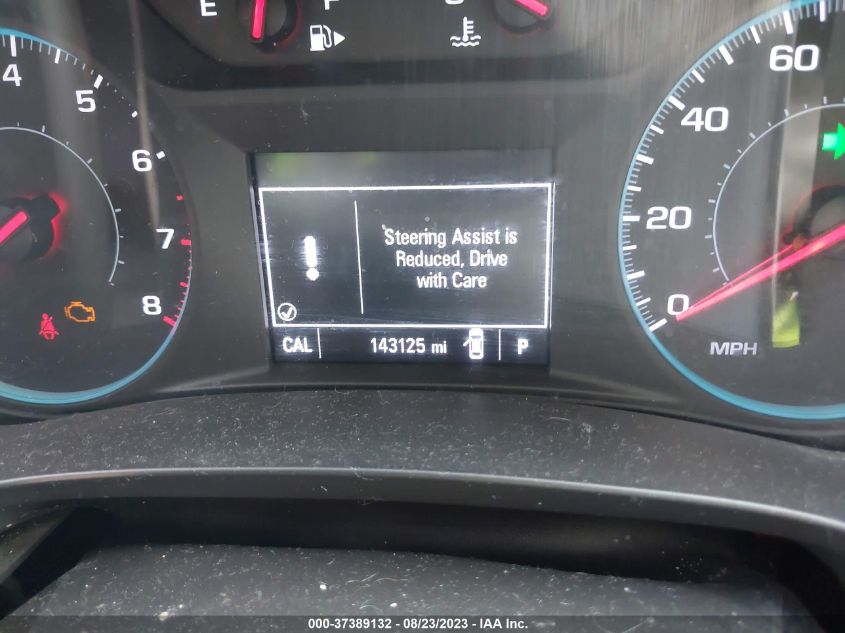 E F C
4
5
6
7
8
60
40
20
0
MPH
Steering Assist is
Reduced, Drive
with Care
CAL 143125 mi P
000-37389132 - 08/23/2023 - IAA Inc.